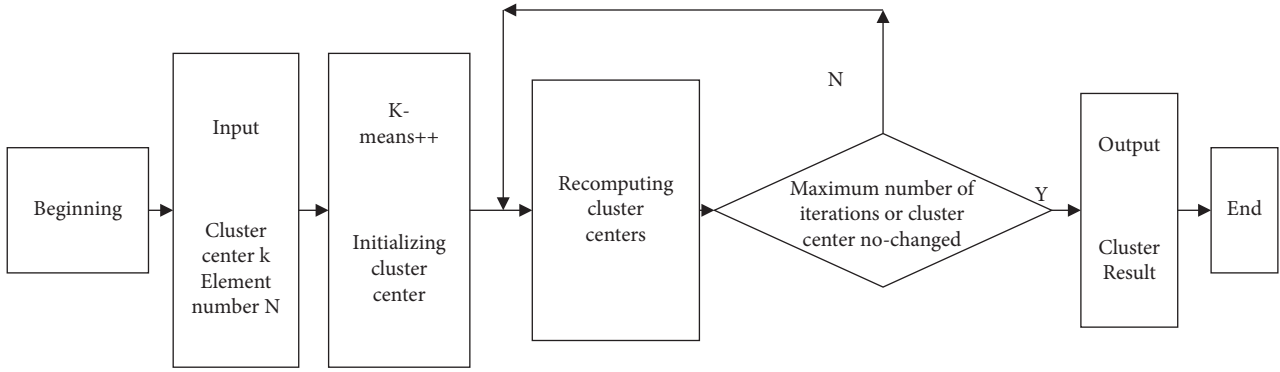 Beginning
Input
Cluster
center k
Element
number N
K-
means++
Initializing
cluster
center
Recomputing
cluster
centers
N
Maximum number of
iterations or cluster
center no-changed
Y
Output
Cluster
Result
End